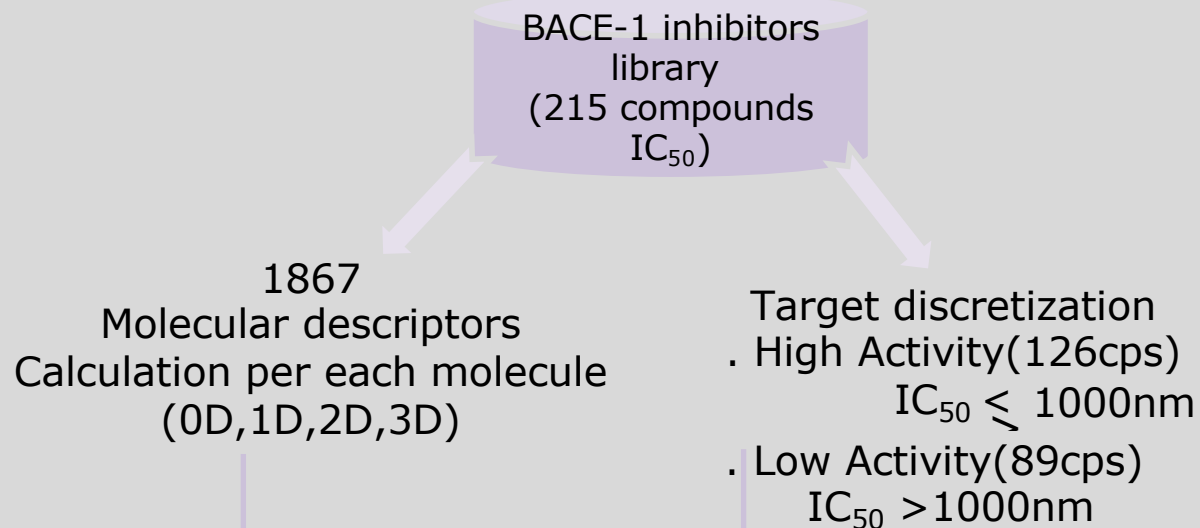 BACE-1 inhibitors
library
(215 compounds
IC₅₀)
1867
Molecular descriptors
Calculation per each molecule
(0D,1D,2D,3D)
Target discretization
. High Activity(126cps)
IC₅₀ ⩽ 1000nm
. Low Activity(89cps)
IC₅₀ >1000nm